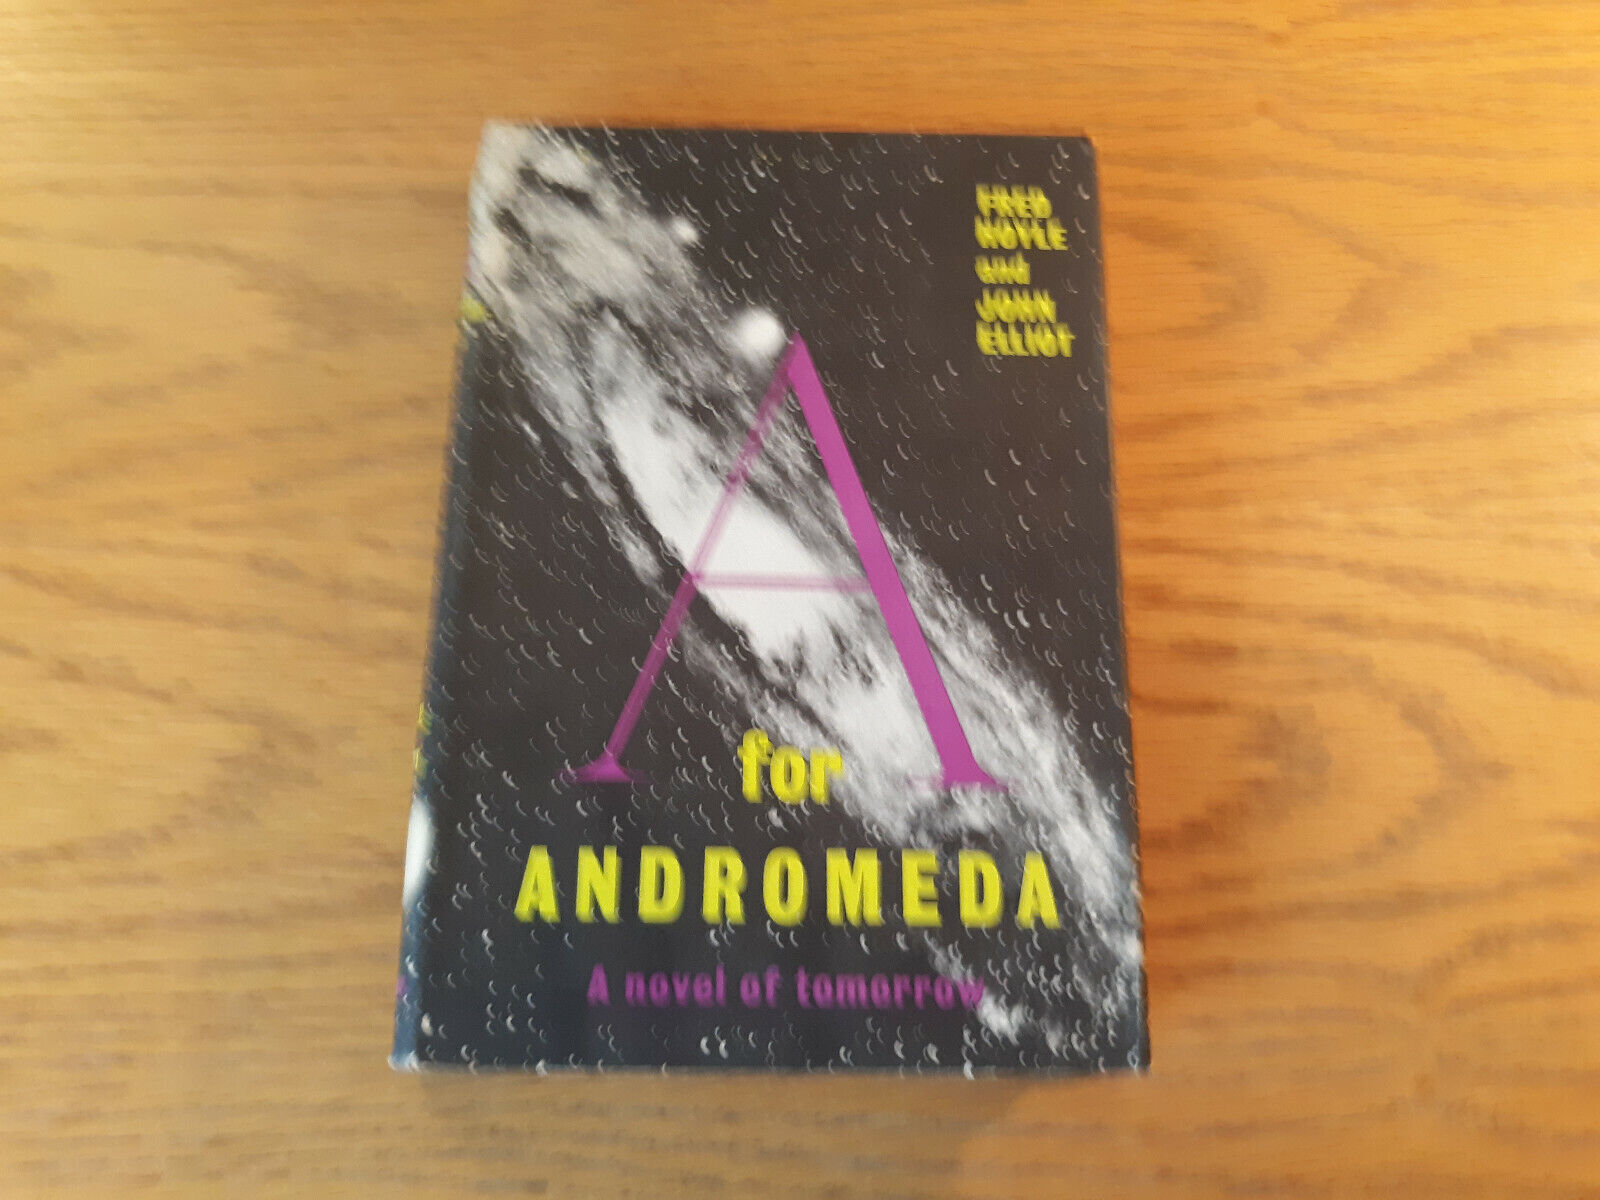 FRED
HOYLE
and
JOHN
ELLIOT
A
for
ANDROMEDA
A novel of tomorrow